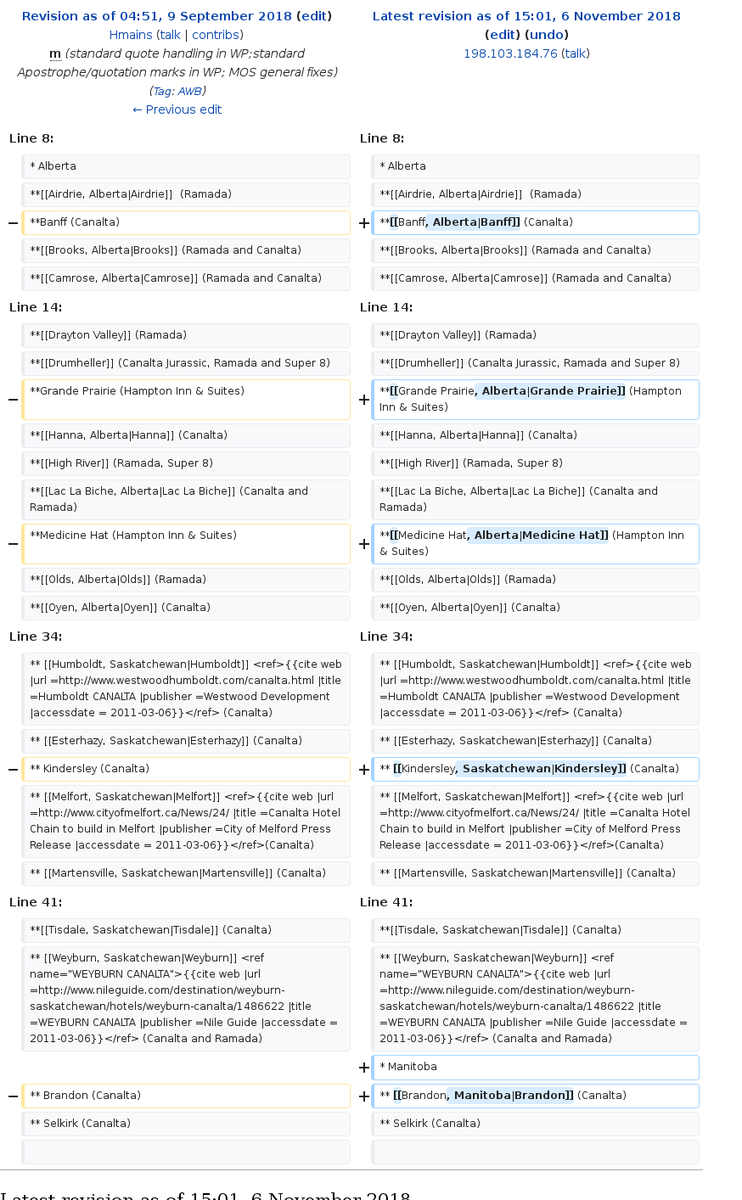 Revision as of 04:51, 9 September 2018 (edit)
Hmains (talk | contribs)
m (standard quote handling in WP;standard
Apostrophe/quotation marks in WP; MOS general fixes)
(Tag: AWB)
← Previous edit
Latest revision as of 15:01, 6 November 2018
(edit) (undo)
198.103.184.76 (talk)
Line 8:
Line 8:
* Alberta
* Alberta
**[[Airdrie, Alberta|Airdrie]]  (Ramada)
**[[Airdrie, Alberta|Airdrie]]  (Ramada)
− **Banff (Canalta)
+ **[[Banff, Alberta|Banff]] (Canalta)
**[[Brooks, Alberta|Brooks]] (Ramada and Canalta)
**[[Brooks, Alberta|Brooks]] (Ramada and Canalta)
**[[Camrose, Alberta|Camrose]] (Ramada and Canalta)
**[[Camrose, Alberta|Camrose]] (Ramada and Canalta)
Line 14:
Line 14:
**[[Drayton Valley]] (Ramada)
**[[Drayton Valley]] (Ramada)
**[[Drumheller]] (Canalta Jurassic, Ramada and Super 8)
**[[Drumheller]] (Canalta Jurassic, Ramada and Super 8)
− **Grande Prairie (Hampton Inn & Suites)
+ **[[Grande Prairie, Alberta|Grande Prairie]] (Hampton
Inn & Suites)
**[[Hanna, Alberta|Hanna]] (Canalta)
**[[Hanna, Alberta|Hanna]] (Canalta)
**[[High River]] (Ramada, Super 8)
**[[High River]] (Ramada, Super 8)
**[[Lac La Biche, Alberta|Lac La Biche]] (Canalta and
Ramada)
**[[Lac La Biche, Alberta|Lac La Biche]] (Canalta and
Ramada)
− **Medicine Hat (Hampton Inn & Suites)
+ **[[Medicine Hat, Alberta|Medicine Hat]] (Hampton Inn
& Suites)
**[[Olds, Alberta|Olds]] (Ramada)
**[[Olds, Alberta|Olds]] (Ramada)
**[[Oyen, Alberta|Oyen]] (Canalta)
**[[Oyen, Alberta|Oyen]] (Canalta)
Line 34:
Line 34:
** [[Humboldt, Saskatchewan|Humboldt]] <ref>{{cite web
|url =http://www.westwoodhumboldt.com/canalta.html |title
=Humboldt CANALTA |publisher =Westwood Development
|accessdate = 2011-03-06}}</ref> (Canalta)
** [[Humboldt, Saskatchewan|Humboldt]] <ref>{{cite web
|url =http://www.westwoodhumboldt.com/canalta.html |title
=Humboldt CANALTA |publisher =Westwood Development
|accessdate = 2011-03-06}}</ref> (Canalta)
** [[Esterhazy, Saskatchewan|Esterhazy]] (Canalta)
** [[Esterhazy, Saskatchewan|Esterhazy]] (Canalta)
− ** Kindersley (Canalta)
+ ** [[Kindersley, Saskatchewan|Kindersley]] (Canalta)
** [[Melfort, Saskatchewan|Melfort]] <ref>{{cite web |url
=http://www.cityofmelfort.ca/News/24/ |title =Canalta Hotel
Chain to build in Melfort |publisher =City of Melford Press
Release |accessdate = 2011-03-06}}</ref>(Canalta)
** [[Melfort, Saskatchewan|Melfort]] <ref>{{cite web |url
=http://www.cityofmelfort.ca/News/24/ |title =Canalta Hotel
Chain to build in Melfort |publisher =City of Melford Press
Release |accessdate = 2011-03-06}}</ref>(Canalta)
** [[Martensville, Saskatchewan|Martensville]] (Canalta)
** [[Martensville, Saskatchewan|Martensville]] (Canalta)
Line 41:
Line 41:
**[[Tisdale, Saskatchewan|Tisdale]] (Canalta)
**[[Tisdale, Saskatchewan|Tisdale]] (Canalta)
** [[Weyburn, Saskatchewan|Weyburn]] <ref
name="WEYBURN CANALTA">{{cite web |url
=http://www.nileguide.com/destination/weyburn-
saskatchewan/hotels/weyburn-canalta/1486622 |title
=WEYBURN CANALTA |publisher =Nile Guide |accessdate =
2011-03-06}}</ref> (Canalta and Ramada)
** [[Weyburn, Saskatchewan|Weyburn]] <ref
name="WEYBURN CANALTA">{{cite web |url
=http://www.nileguide.com/destination/weyburn-
saskatchewan/hotels/weyburn-canalta/1486622 |title
=WEYBURN CANALTA |publisher =Nile Guide |accessdate =
2011-03-06}}</ref> (Canalta and Ramada)
+ * Manitoba
− ** Brandon (Canalta)
+ ** [[Brandon, Manitoba|Brandon]] (Canalta)
** Selkirk (Canalta)
** Selkirk (Canalta)
Latest revision as of 15:01, 6 November 2018